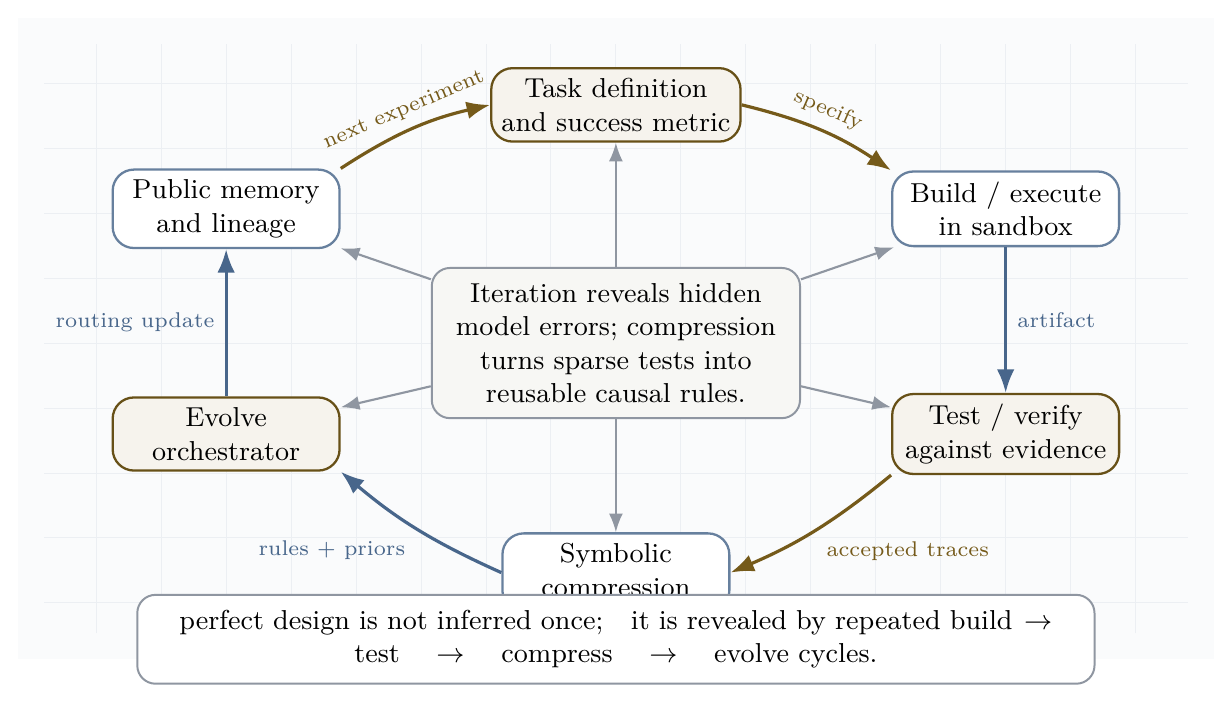 next experiment
Task definition
and success metric
specify
Public memory
and lineage
Build / execute
in sandbox
Iteration reveals hidden
model errors; compression
turns sparse tests into
reusable causal rules.
routing update
artifact
Evolve
orchestrator
Test / verify
against evidence
rules + priors
accepted traces
Symbolic
compression
perfect design is not inferred once; it is revealed by repeated build →
test → compress → evolve cycles.